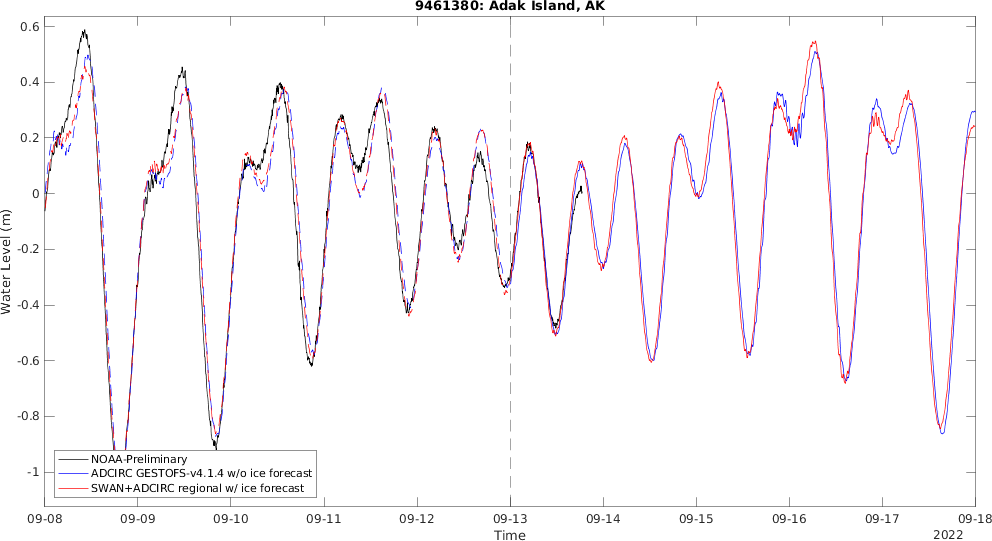 9461380: Adak Island, AK
0.6
0.4
0.2
0
-0.2
-0.4
-0.6
-0.8
-1
Water Level (m)
NOAA-Preliminary
ADCIRC GESTOFS-v4.1.4 w/o ice forecast
SWAN+ADCIRC regional w/ ice forecast
09-08 09-09 09-10 09-11 09-12 09-13 09-14 09-15 09-16 09-17 09-18
Time
2022